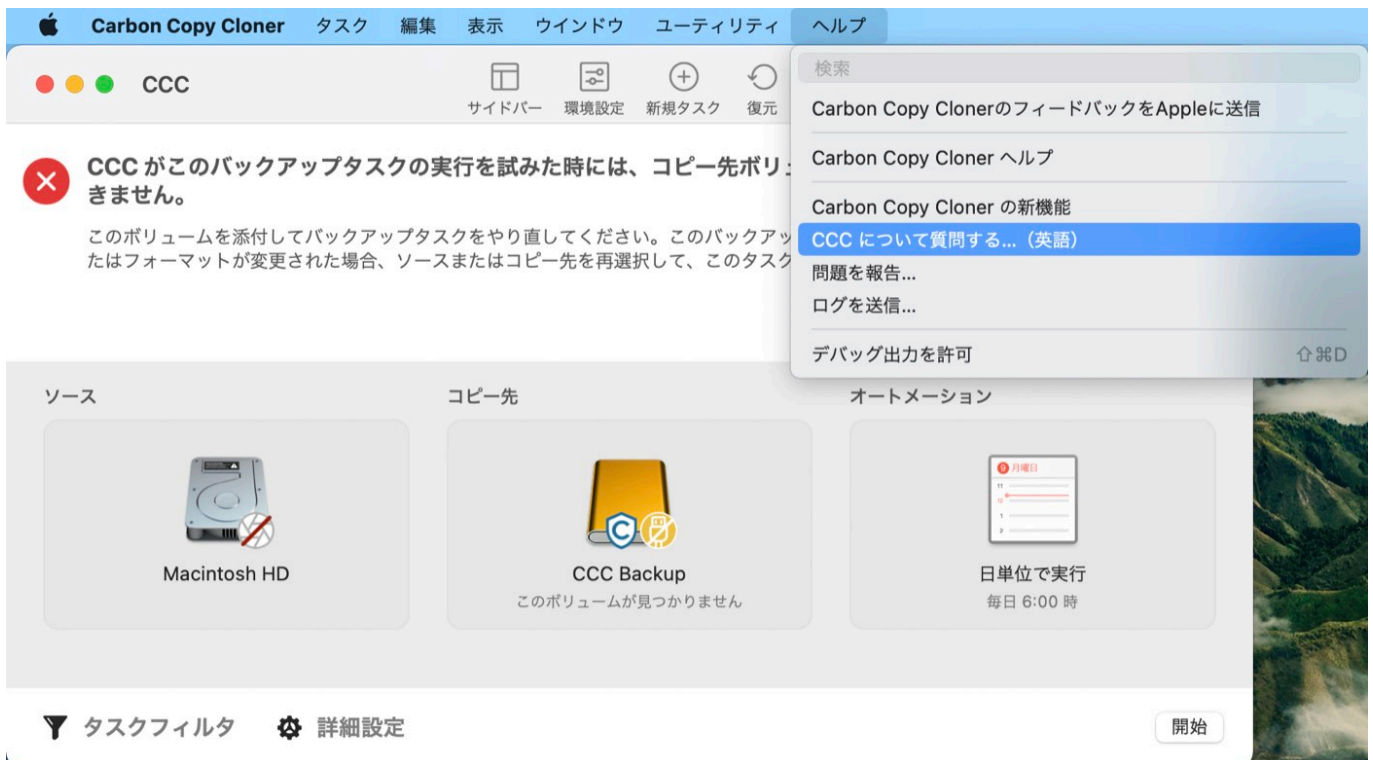 Carbon Copy Cloner タスク 編集 表示 ウインドウ ユーティリティ ヘルプ
CCC
サイドバー 環境設定 新規タスク 復元
検索
Carbon Copy ClonerのフィードバックをAppleに送信
Carbon Copy Cloner ヘルプ
Carbon Copy Cloner の新機能
CCC について質問する... (英語)
問題を報告...
ログを送信...
デバッグ出力を許可 ⇧⌘D
CCC がこのバックアップタスクの実行を試みた時には、コピー先ボリ
きません。
このボリュームを添付してバックアップタスクをやり直してください。このバックアッ
たはフォーマットが変更された場合、ソースまたはコピー先を再選択して、このタスク
ソース コピー先 オートメーション
Macintosh HD
CCC Backup
このボリュームが見つかりません
9 月曜日
11
1
2
日単位で実行
毎日 6:00 時
タスクフィルタ 詳細設定 開始